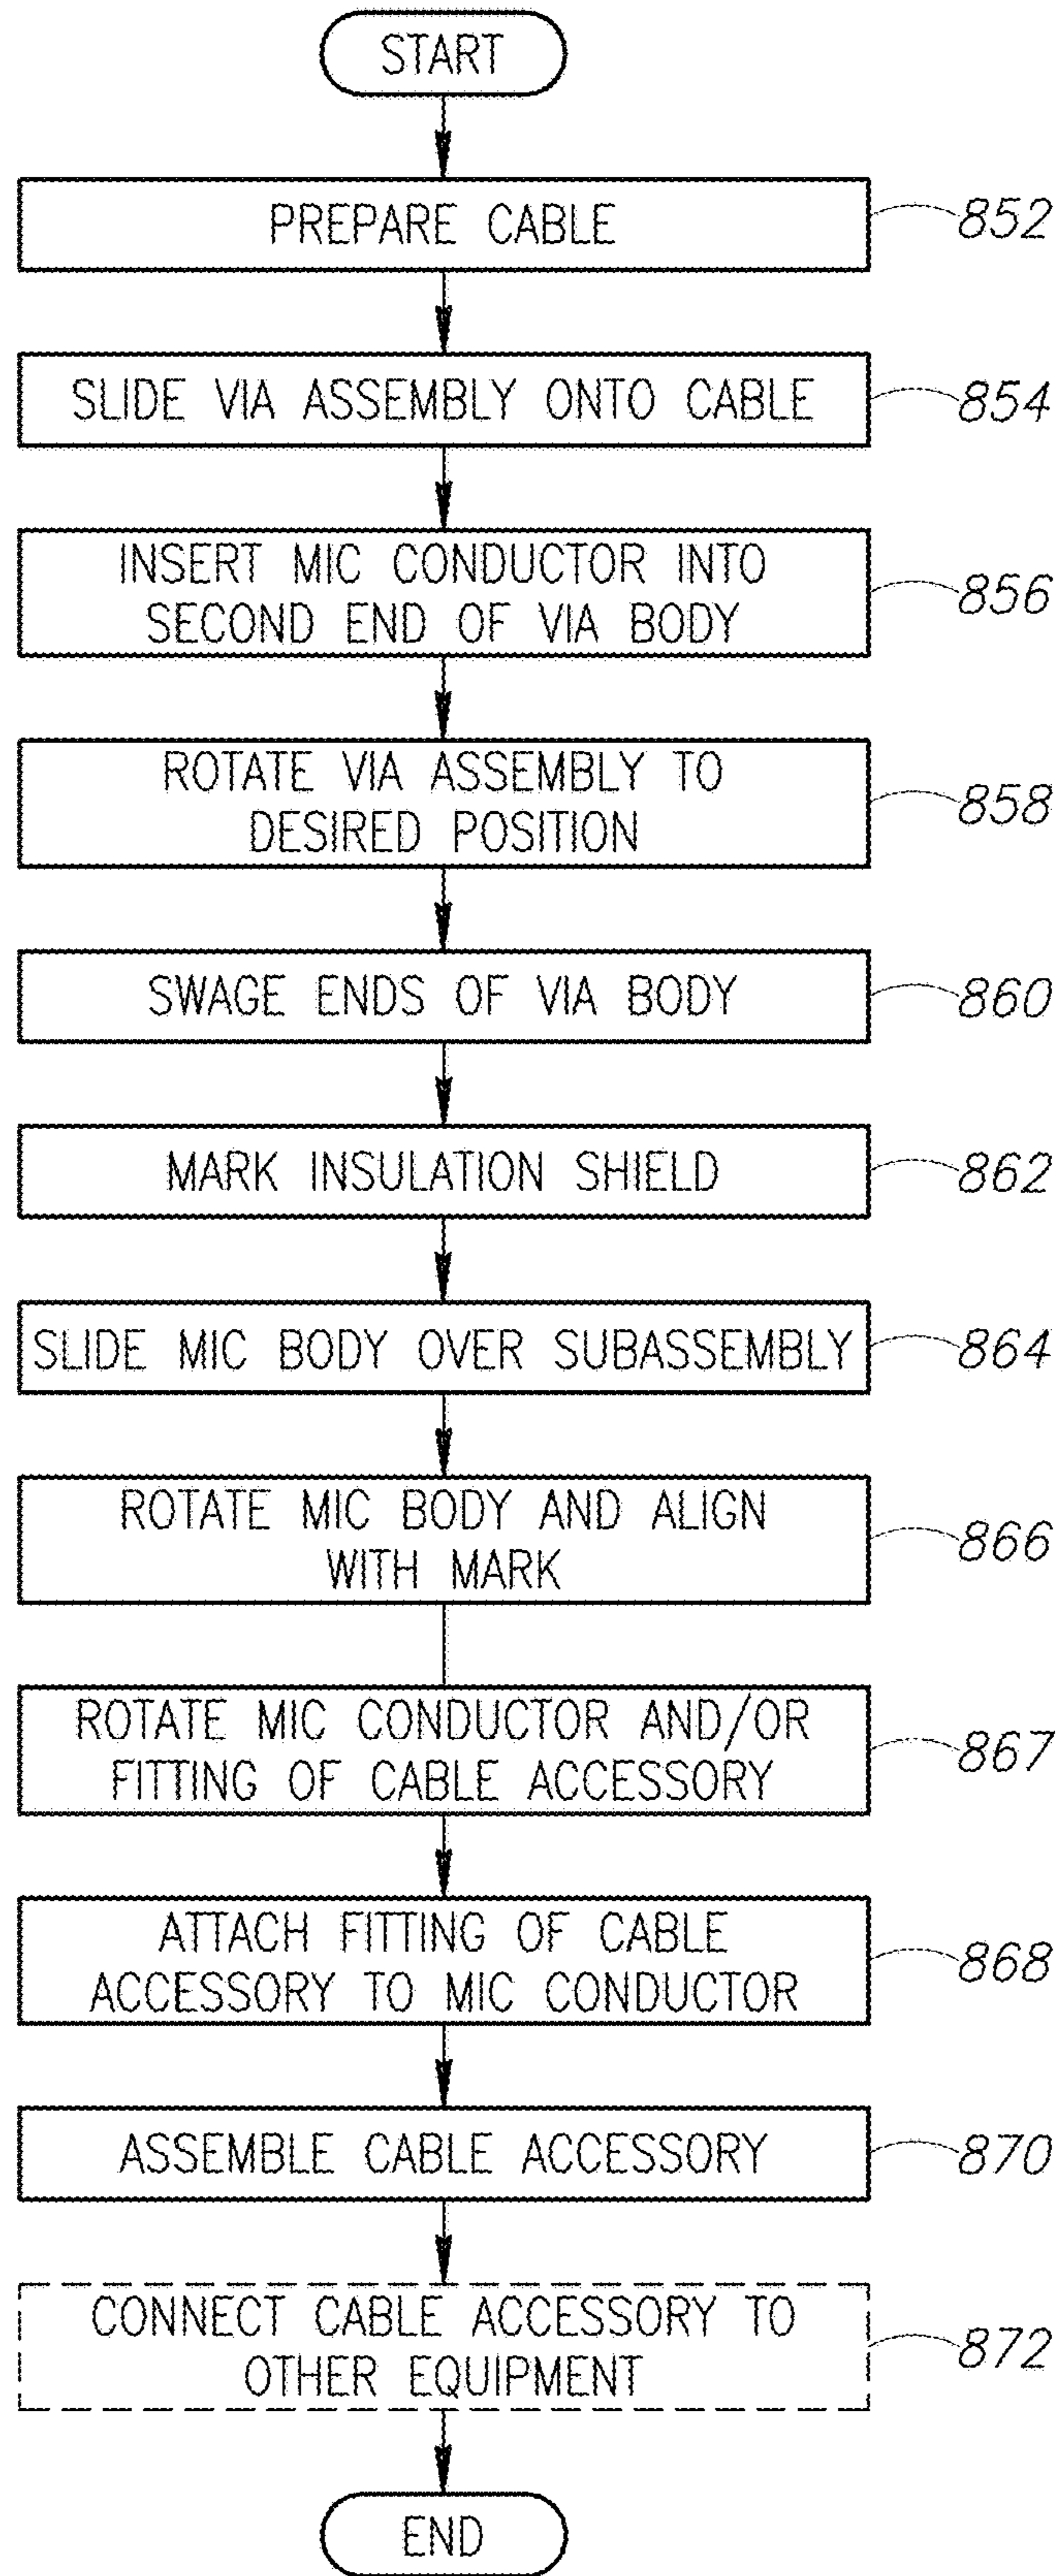 START
PREPARE CABLE
852
SLIDE VIA ASSEMBLY ONTO CABLE
854
INSERT MIC CONDUCTOR INTO
SECOND END OF VIA BODY
856
ROTATE VIA ASSEMBLY TO
DESIRED POSITION
858
SWAGE ENDS OF VIA BODY
860
MARK INSULATION SHIELD
862
SLIDE MIC BODY OVER SUBASSEMBLY
864
ROTATE MIC BODY AND ALIGN
WITH MARK
866
ROTATE MIC CONDUCTOR AND/OR
FITTING OF CABLE ACCESSORY
867
ATTACH FITTING OF CABLE
ACCESSORY TO MIC CONDUCTOR
868
ASSEMBLE CABLE ACCESSORY
870
CONNECT CABLE ACCESSORY TO
OTHER EQUIPMENT
872
END